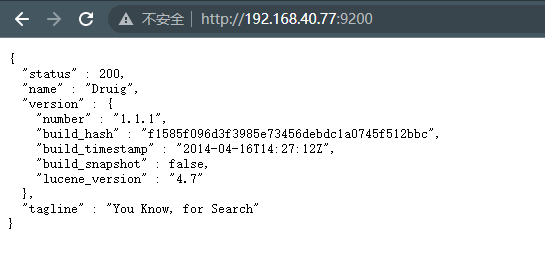 不安全 | http://192.168.40.77:9200
{
"status" : 200,
"name" : "Druig",
"version" : {
"number" : "1.1.1",
"build_hash" : "f1585f096d3f3985e73456debdc1a0745f512bbc",
"build_timestamp" : "2014-04-16T14:27:12Z",
"build_snapshot" : false,
"lucene_version" : "4.7"
},
"tagline" : "You Know, for Search"
}